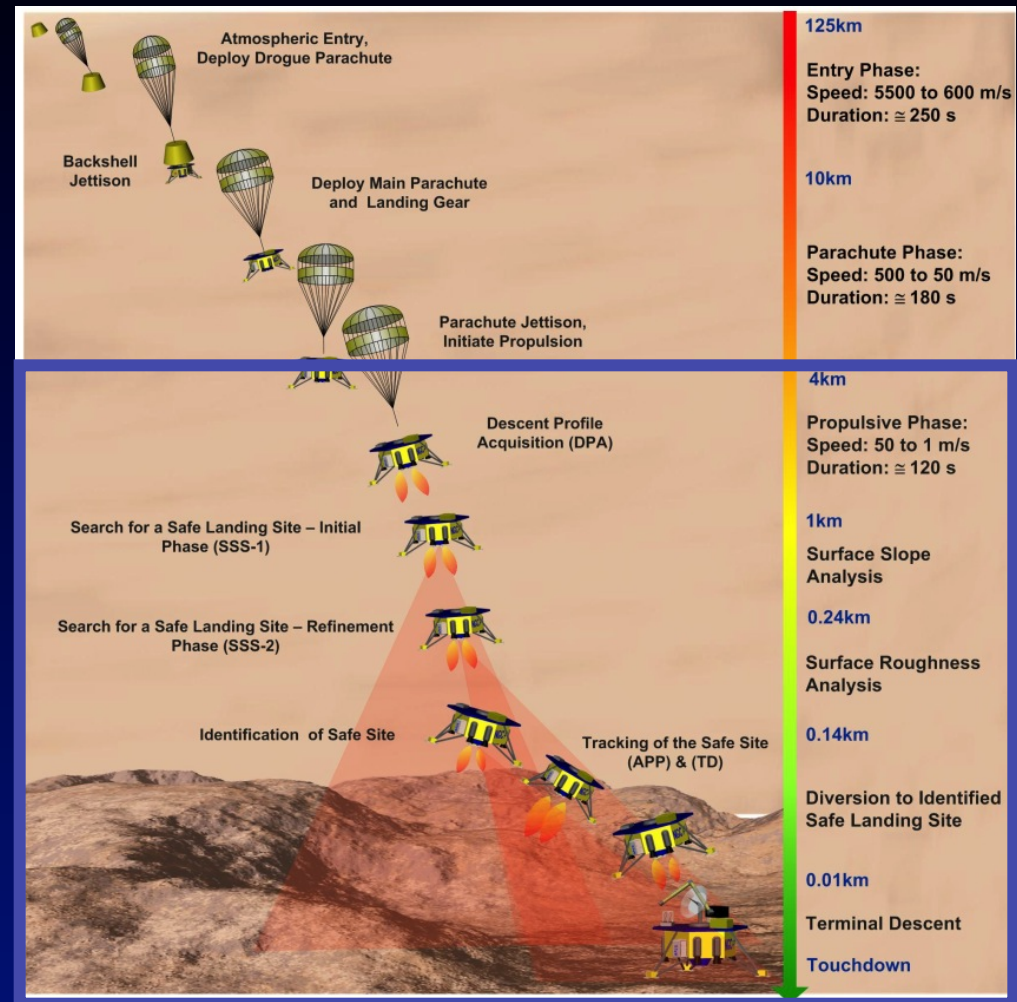 Atmospheric Entry,
Deploy Drogue Parachute
Backshell
Jettison
Deploy Main Parachute
and Landing Gear
Parachute Jettison,
Initiate Propulsion
Descent Profile
Acquisition (DPA)
Search for a Safe Landing Site – Initial
Phase (SSS-1)
Search for a Safe Landing Site – Refinement
Phase (SSS-2)
Identification of Safe Site
Tracking of the Safe Site
(APP) & (TD)
125km
Entry Phase:
Speed: 5500 to 600 m/s
Duration: ≅ 250 s
10km
Parachute Phase:
Speed: 500 to 50 m/s
Duration: ≅ 180 s
4km
Propulsive Phase:
Speed: 50 to 1 m/s
Duration: ≅ 120 s
1km
Surface Slope
Analysis
0.24km
Surface Roughness
Analysis
0.14km
Diversion to Identified
Safe Landing Site
0.01km
Terminal Descent
Touchdown